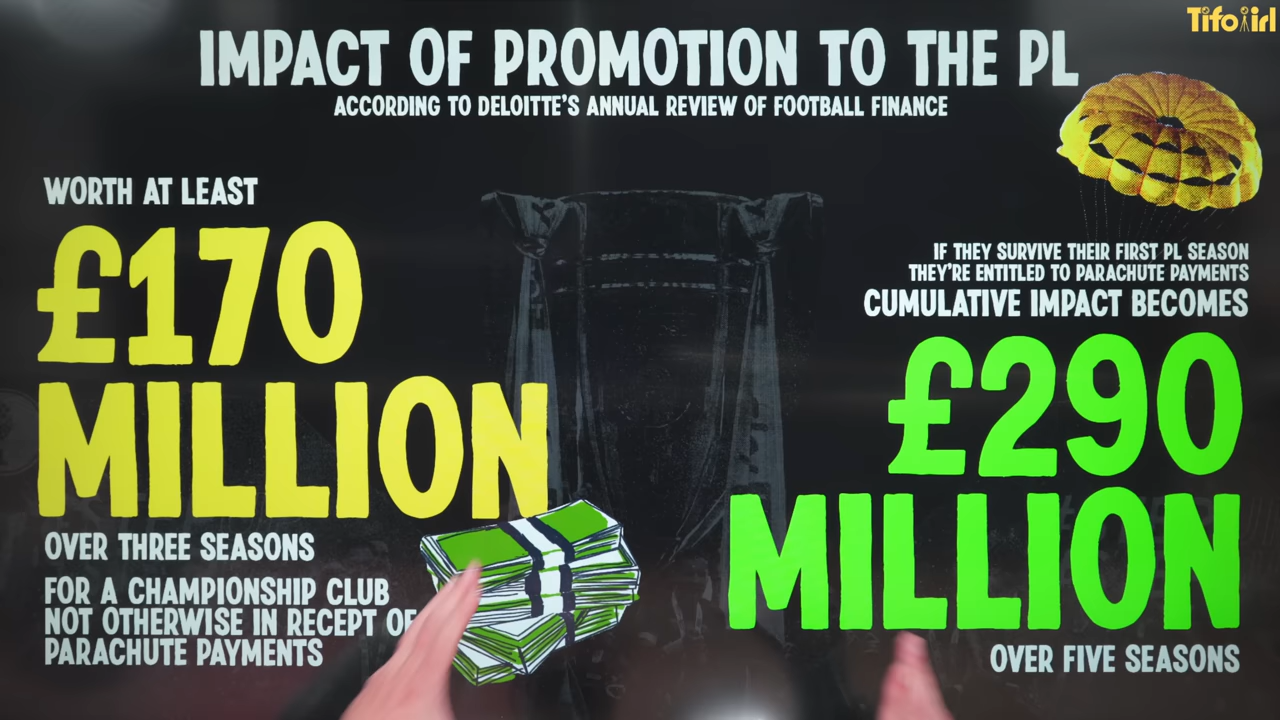 Tifo irl
IMPACT OF PROMOTION TO THE PL
ACCORDING TO DELOITTE'S ANNUAL REVIEW OF FOOTBALL FINANCE
WORTH AT LEAST
£170
MILLION
OVER THREE SEASONS
FOR A CHAMPIONSHIP CLUB
NOT OTHERWISE IN RECEPT OF
PARACHUTE PAYMENTS
IF THEY SURVIVE THEIR FIRST PL SEASON
THEY'RE ENTITLED TO PARACHUTE PAYMENTS
CUMULATIVE IMPACT BECOMES
£290
MILLION
OVER FIVE SEASONS